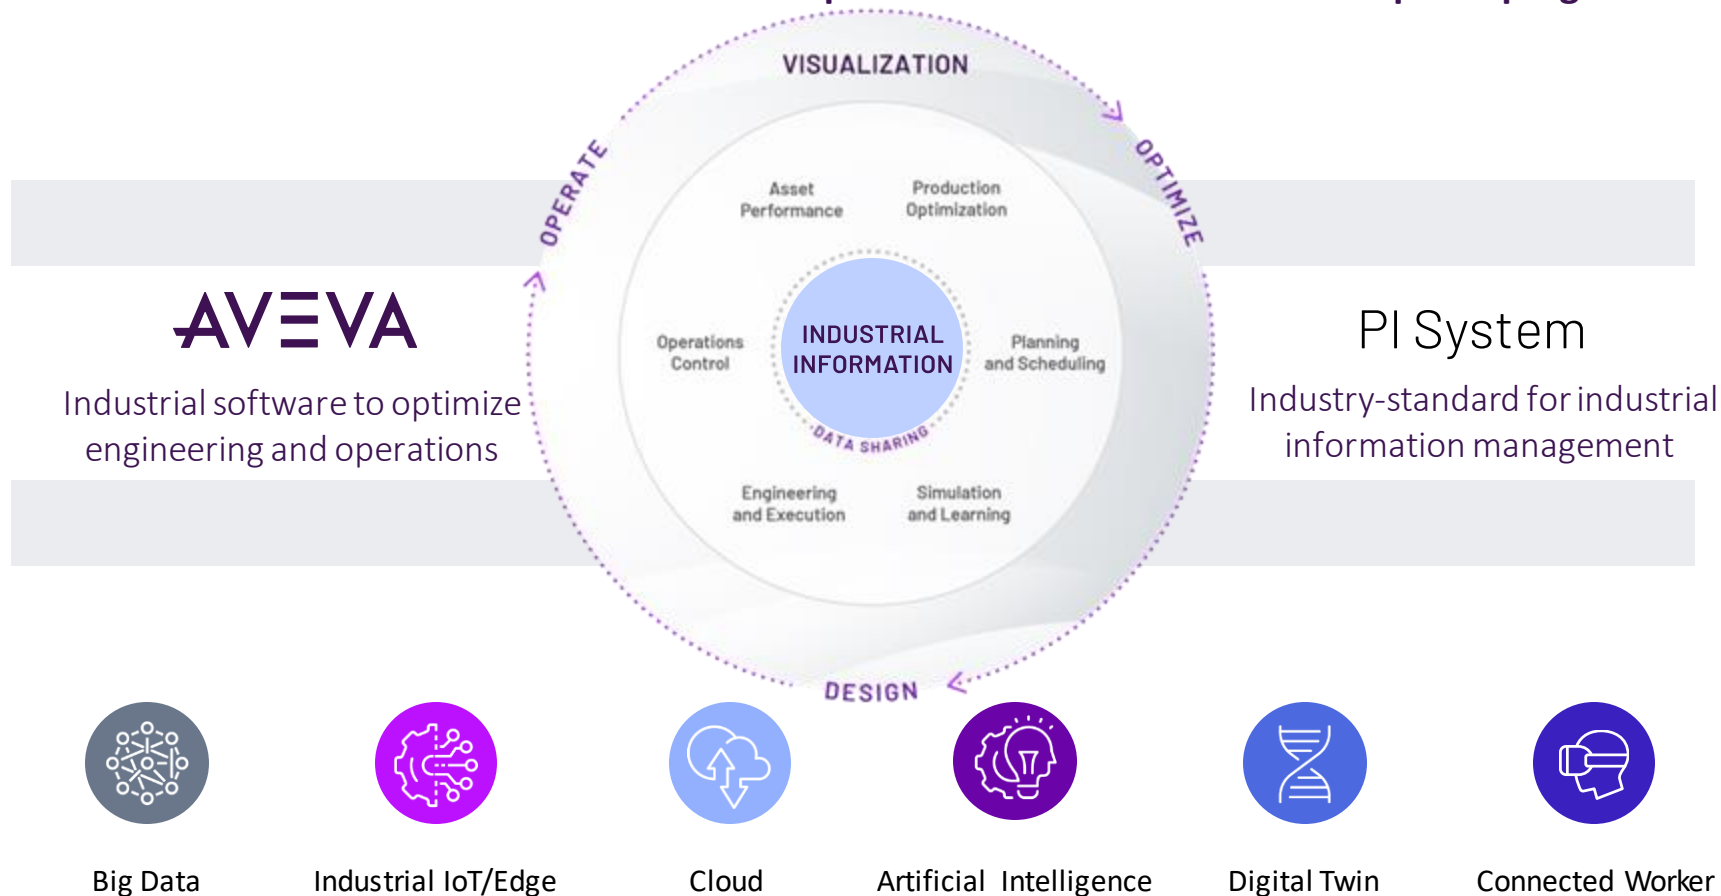 VISUALIZATION
OPERATE
OPTIMIZE
Asset
Performance
Production
Optimization
AVEVA
Industrial software to optimize
engineering and operations
Operations
Control
INDUSTRIAL
INFORMATION
DATA SHARING
Planning
and Scheduling
PI System
Industry-standard for industrial
information management
Engineering
and Execution
Simulation
and Learning
DESIGN
Big Data
Industrial IoT/Edge
Cloud
Artificial Intelligence
Digital Twin
Connected Worker